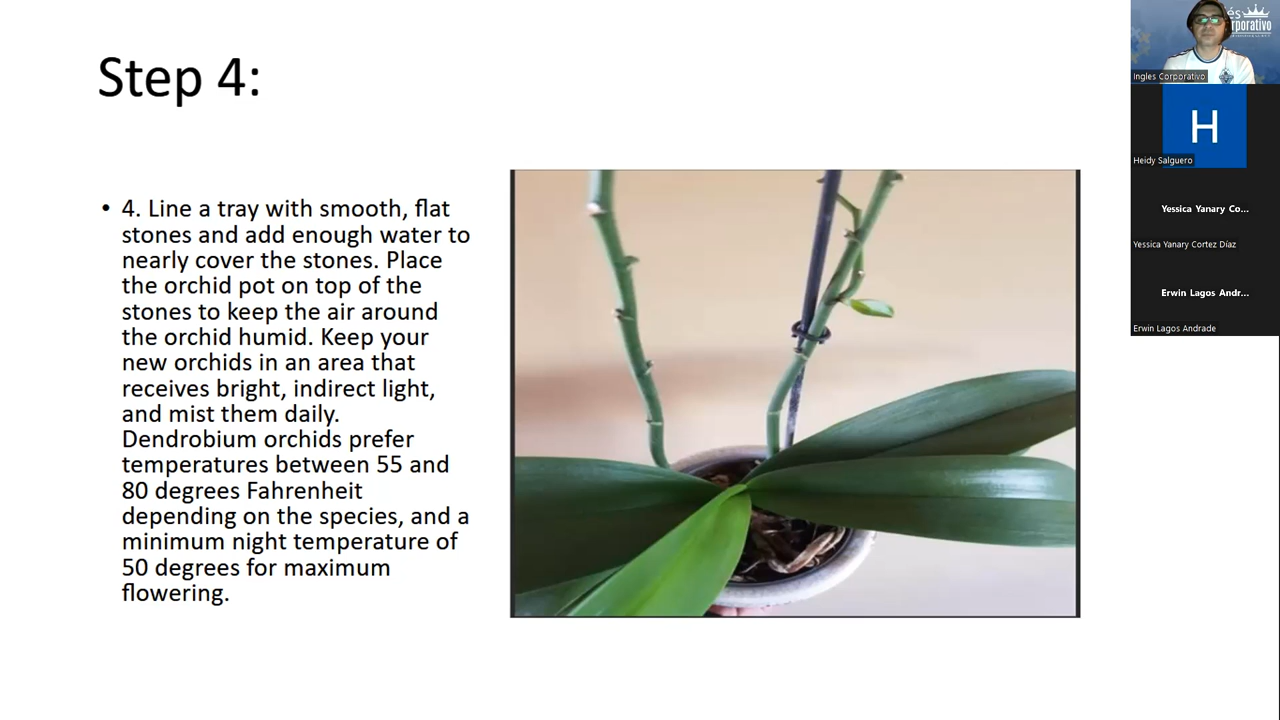 Step 4:
• 4. Line a tray with smooth, flat
stones and add enough water to
nearly cover the stones. Place
the orchid pot on top of the
stones to keep the air around
the orchid humid. Keep your
new orchids in an area that
receives bright, indirect light,
and mist them daily.
Dendrobium orchids prefer
temperatures between 55 and
80 degrees Fahrenheit
depending on the species, and a
minimum night temperature of
50 degrees for maximum
flowering.
és
rporativo
Ingles Corporativo
H
Heidy Salguero
Yessica Yanary Co...
Yessica Yanary Cortez Díaz
Erwin Lagos Andr...
Erwin Lagos Andrade